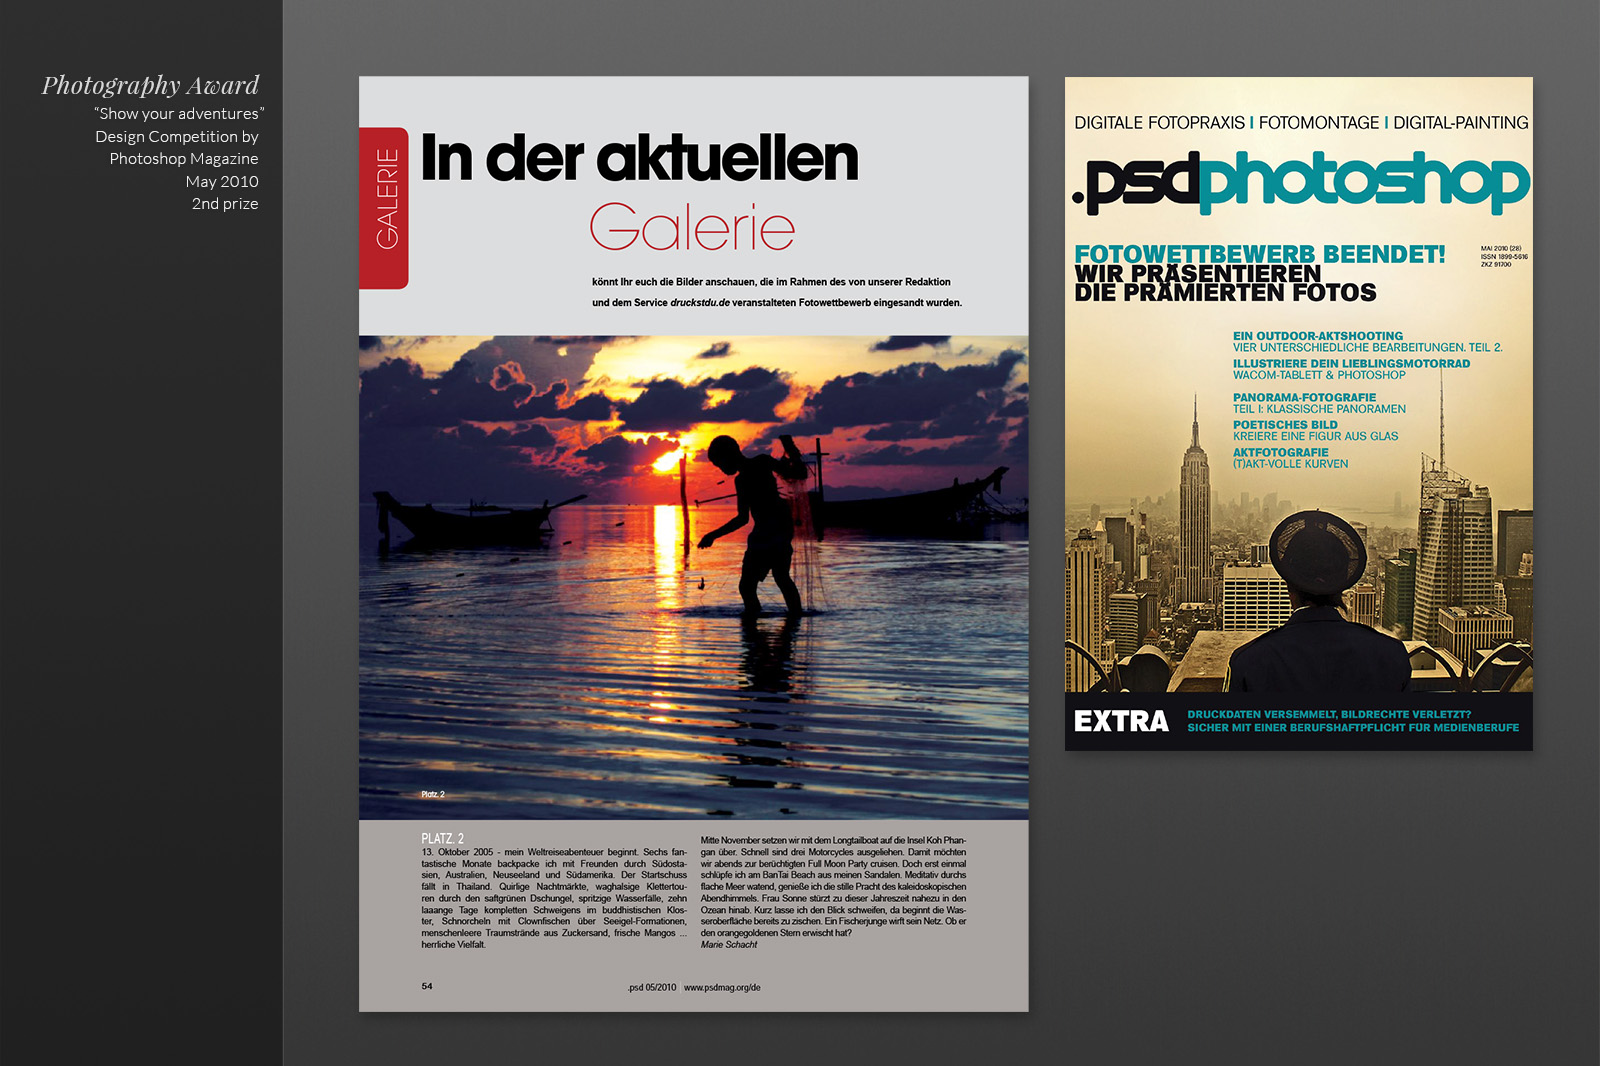 Photography Award
“Show your adventures”
Design Competition by
Photoshop Magazine
May 2010
2nd prize
GALERIE
In der aktuellen
Galerie
könnt Ihr euch die Bilder anschauen, die im Rahmen des von unserer Redaktion
und dem Service druckstdu.de veranstalteten Fotowettbewerb eingesandt wurden.
Platz. 2
PLATZ. 2
13. Oktober 2005 - mein Weltreiseabenteuer beginnt. Sechs fan-
tastische Monate backpacke ich mit Freunden durch Südosta-
sien, Australien, Neuseeland und Südamerika. Der Startschuss
fällt in Thailand. Quirlige Nachtmärkte, waghalsige Klettertou-
ren durch den saftgrünen Dschungel, spritzige Wasserfälle, zehn
laaange Tage kompletten Schweigens im buddhistischen Klos-
ter, Schnorcheln mit Clownfischen über Seeigel-Formationen,
menschenleere Traumstrände aus Zuckersand, frische Mangos ...
herrliche Vielfalt.
Mitte November setzen wir mit dem Longtailboat auf die Insel Koh Phan-
gan über. Schnell sind drei Motorcycles ausgeliehen. Damit möchten
wir abends zur berüchtigten Full Moon Party cruisen. Doch erst einmal
schlüpfe ich am BanTai Beach aus meinen Sandalen. Meditativ durchs
flache Meer watend, genieße ich die stille Pracht des kaleidoskopischen
Abendhimmels. Frau Sonne stürzt zu dieser Jahreszeit nahezu in den
Ozean hinab. Kurz lasse ich den Blick schweifen, da beginnt die Was-
seroberfläche bereits zu zischen. Ein Fischerjunge wirft sein Netz. Ob er
den orangegoldenen Stern erwischt hat?
Marie Schacht
54
.psd 05/2010 | www.psdmag.org/de
DIGITALE FOTOPRAXIS I FOTOMONTAGE I DIGITAL-PAINTING
.psdphotoshop
FOTOWETTBEWERB BEENDET!
WIR PRÄSENTIEREN
DIE PRÄMIERTEN FOTOS
MAI 2010 (28)
ISSN 1899-5616
ZKZ 91700
EIN OUTDOOR-AKTSHOOTING
VIER UNTERSCHIEDLICHE BEARBEITUNGEN. TEIL 2.
ILLUSTRIERE DEIN LIEBLINGSMOTORRAD
WACOM-TABLETT & PHOTOSHOP
PANORAMA-FOTOGRAFIE
TEIL I: KLASSISCHE PANORAMEN
POETISCHES BILD
KREIERE EINE FIGUR AUS GLAS
AKTFOTOGRAFIE
(T)AKT-VOLLE KURVEN
EXTRA
DRUCKDATEN VERSEMMELT, BILDRECHTE VERLETZT?
SICHER MIT EINER BERUFSHAFTPFLICHT FÜR MEDIENBERUFE